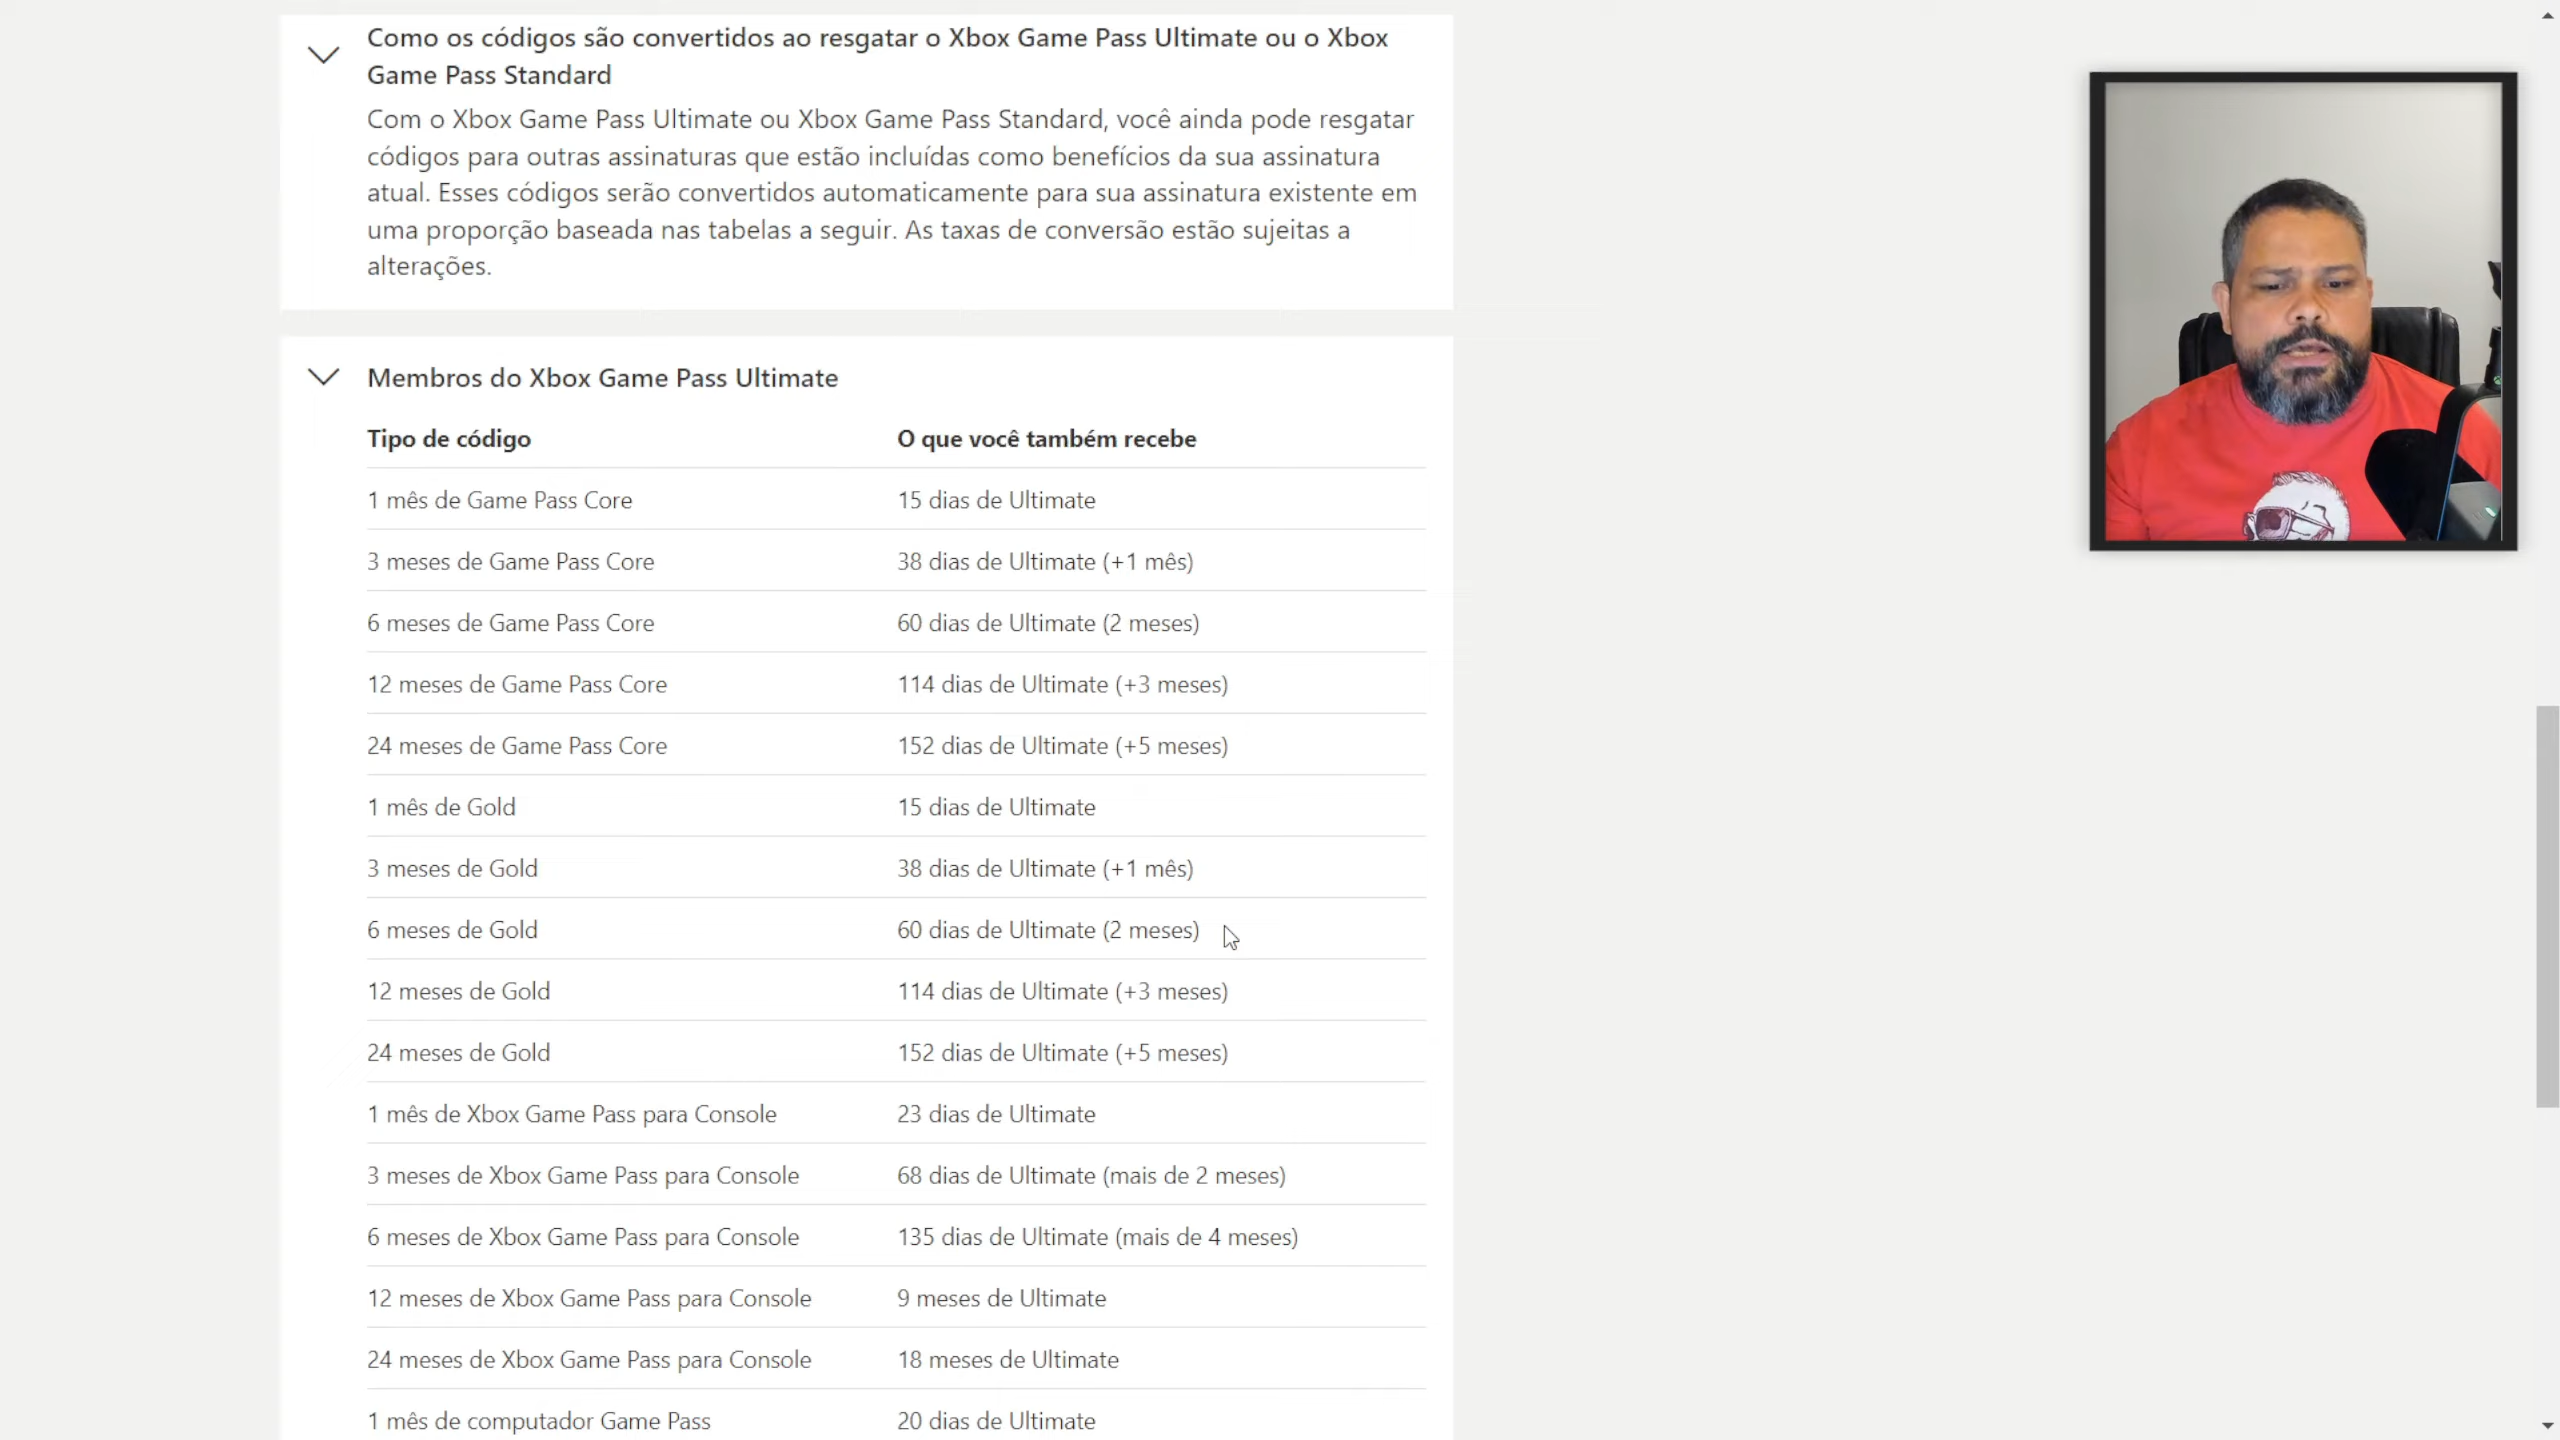 Como os códigos são convertidos ao resgatar o Xbox Game Pass Ultimate ou o Xbox
Game Pass Standard
Com o Xbox Game Pass Ultimate ou Xbox Game Pass Standard, você ainda pode resgatar
códigos para outras assinaturas que estão incluídas como benefícios da sua assinatura
atual. Esses códigos serão convertidos automaticamente para sua assinatura existente em
uma proporção baseada nas tabelas a seguir. As taxas de conversão estão sujeitas a
alterações.
Membros do Xbox Game Pass Ultimate
Tipo de código O que você também recebe
1 mês de Game Pass Core 15 dias de Ultimate
3 meses de Game Pass Core 38 dias de Ultimate (+1 mês)
6 meses de Game Pass Core 60 dias de Ultimate (2 meses)
12 meses de Game Pass Core 114 dias de Ultimate (+3 meses)
24 meses de Game Pass Core 152 dias de Ultimate (+5 meses)
1 mês de Gold 15 dias de Ultimate
3 meses de Gold 38 dias de Ultimate (+1 mês)
6 meses de Gold 60 dias de Ultimate (2 meses)
12 meses de Gold 114 dias de Ultimate (+3 meses)
24 meses de Gold 152 dias de Ultimate (+5 meses)
1 mês de Xbox Game Pass para Console 23 dias de Ultimate
3 meses de Xbox Game Pass para Console 68 dias de Ultimate (mais de 2 meses)
6 meses de Xbox Game Pass para Console 135 dias de Ultimate (mais de 4 meses)
12 meses de Xbox Game Pass para Console 9 meses de Ultimate
24 meses de Xbox Game Pass para Console 18 meses de Ultimate
1 mês de computador Game Pass 20 dias de Ultimate